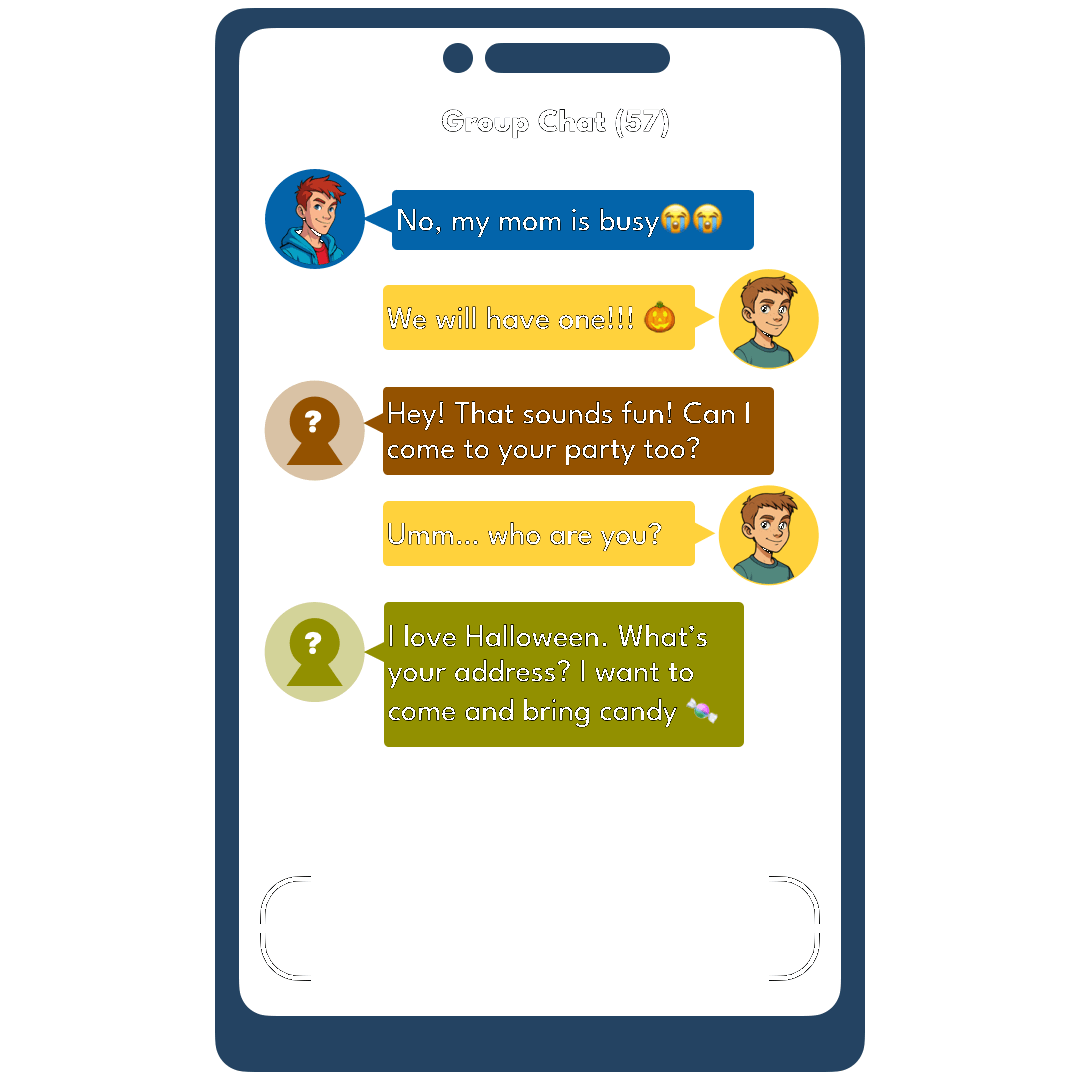 Group Chat (57)
No, my mom is busy😭😭
We will have one!!! 🎃
?
Hey! That sounds fun! Can I
come to your party too?
Umm... who are you?
?
I love Halloween. What's
your address? I want to
come and bring candy 🍬